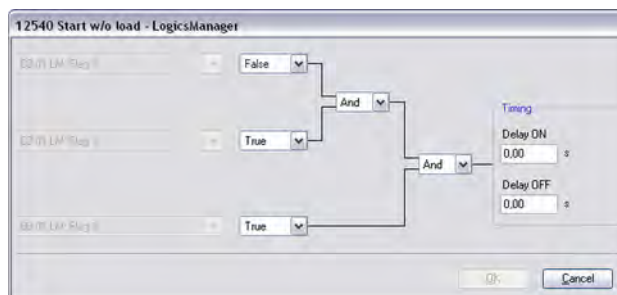 12540 Start w/o load - LogicsManager
False
And
Timing
Delay ON
True
0,00 s
And
Delay OFF
0,00 s
True
Cancel